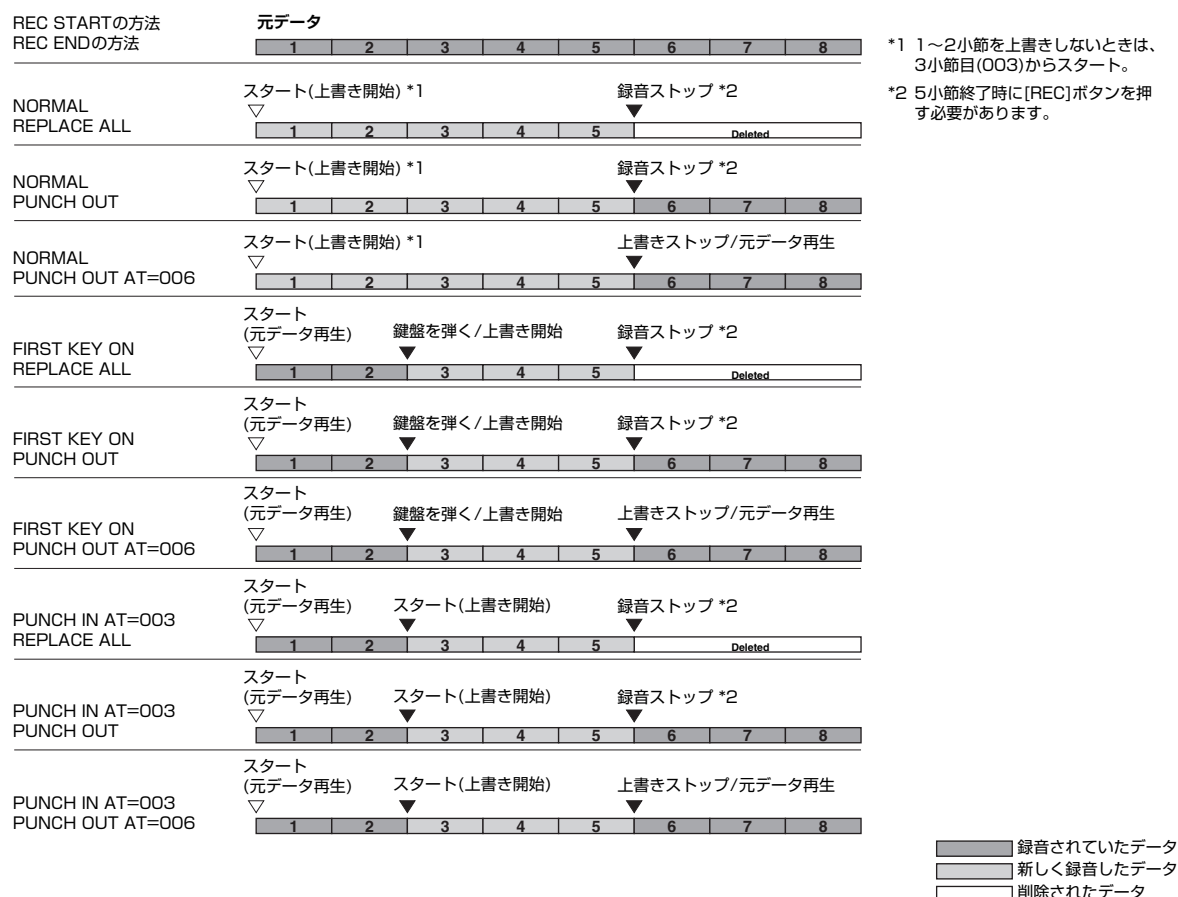 REC STARTの方法
REC ENDの方法
元データ
1 2 3 4 5 6 7 8
*1 1～2小節を上書きしないときは、
3小節目(003)からスタート。
*2 5小節終了時に[REC]ボタンを押
す必要があります。
NORMAL
REPLACE ALL
スタート(上書き開始) *1
録音ストップ *2
1 2 3 4 5 Deleted
NORMAL
PUNCH OUT
スタート(上書き開始) *1
録音ストップ *2
1 2 3 4 5 6 7 8
NORMAL
PUNCH OUT AT=006
スタート(上書き開始) *1
上書きストップ/元データ再生
1 2 3 4 5 6 7 8
FIRST KEY ON
REPLACE ALL
スタート
(元データ再生)
鍵盤を弾く/上書き開始
録音ストップ *2
1 2 3 4 5 Deleted
FIRST KEY ON
PUNCH OUT
スタート
(元データ再生)
鍵盤を弾く/上書き開始
録音ストップ *2
1 2 3 4 5 6 7 8
FIRST KEY ON
PUNCH OUT AT=006
スタート
(元データ再生)
鍵盤を弾く/上書き開始
上書きストップ/元データ再生
1 2 3 4 5 6 7 8
PUNCH IN AT=003
REPLACE ALL
スタート
(元データ再生)
スタート(上書き開始)
録音ストップ *2
1 2 3 4 5 Deleted
PUNCH IN AT=003
PUNCH OUT
スタート
(元データ再生)
スタート(上書き開始)
録音ストップ *2
1 2 3 4 5 6 7 8
PUNCH IN AT=003
PUNCH OUT AT=006
スタート
(元データ再生)
スタート(上書き開始)
上書きストップ/元データ再生
1 2 3 4 5 6 7 8
録音されていたデータ
新しく録音したデータ
削除されたデータ